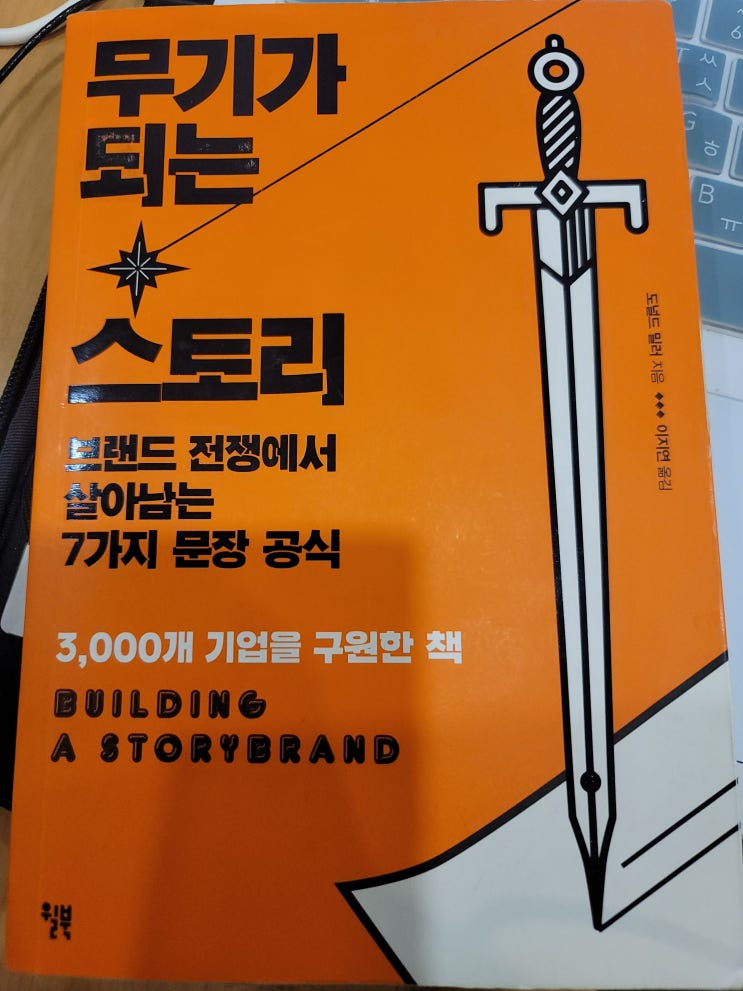 무기가
되는
스토리
브랜드 전쟁에서
살아남는
7가지 문장 공식
3,000개 기업을 구원한 책
BUILDING
A STORYBRAND
도널드 밀러 지음 ◆◆◆ 이지연 옮김
윌북
ㅆ
ㅅ
G
ㅎ
B
ㅠ